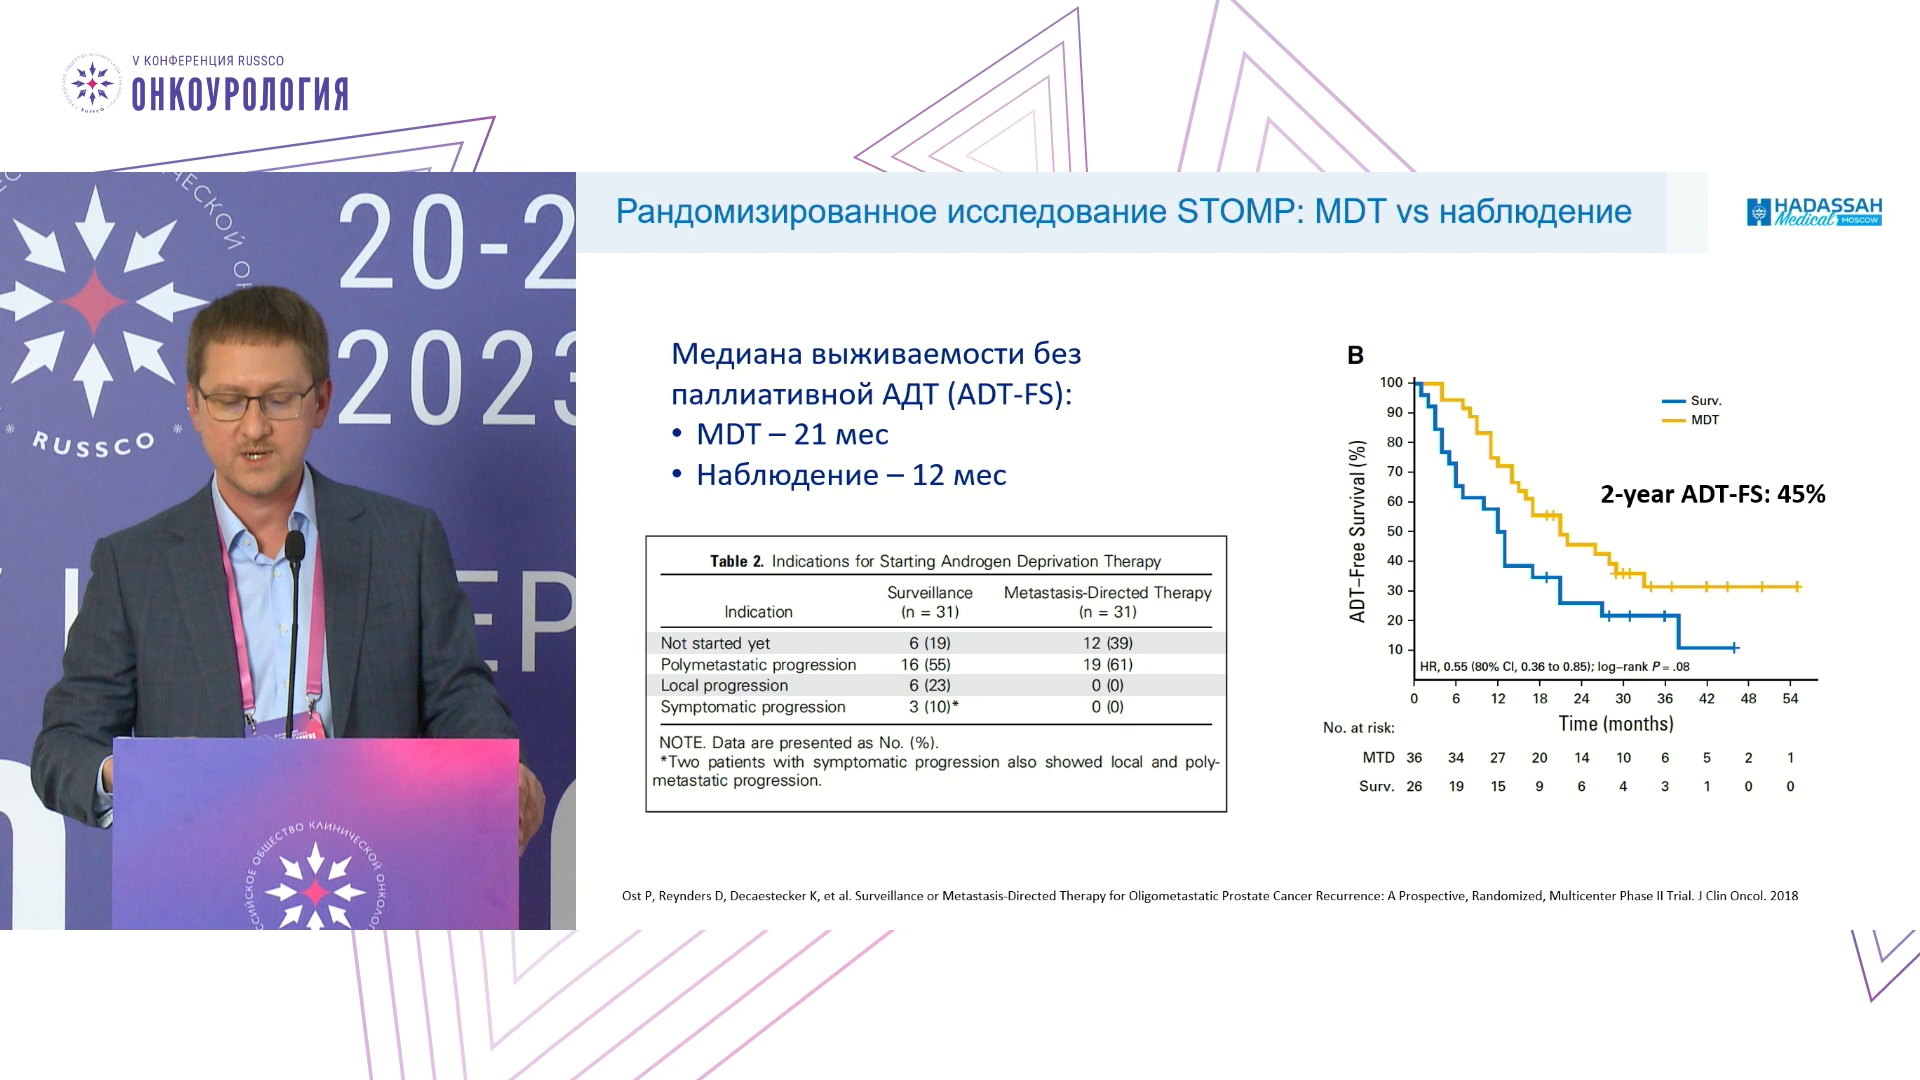 V КОНФЕРЕНЦИЯ RUSSCO
ОНКОУРОЛОГИЯ
20-2
2023
RUSSCO
Рандомизированное исследование STOMP: MDT vs наблюдение
HADASSAH
Medical MOSCOW
Медиана выживаемости без
паллиативной АДТ (ADT-FS):
• MDT – 21 мес
• Наблюдение – 12 мес
Table 2. Indications for Starting Androgen Deprivation Therapy
Indication Surveillance (n = 31) Metastasis-Directed Therapy (n = 31)
Not started yet 6 (19) 12 (39)
Polymetastatic progression 16 (55) 19 (61)
Local progression 6 (23) 0 (0)
Symptomatic progression 3 (10)* 0 (0)
NOTE. Data are presented as No. (%).
*Two patients with symptomatic progression also showed local and poly-
metastatic progression.
B
ADT–Free Survival (%)
100
90
80
70
60
50
40
30
20
10
Surv.
MDT
2-year ADT-FS: 45%
HR, 0.55 (80% CI, 0.36 to 0.85); log–rank P = .08
0 6 12 18 24 30 36 42 48 54
Time (months)
No. at risk:
MTD 36 34 27 20 14 10 6 5 2 1
Surv. 26 19 15 9 6 4 3 1 0 0
Ost P, Reynders D, Decaestecker K, et al. Surveillance or Metastasis-Directed Therapy for Oligometastatic Prostate Cancer Recurrence: A Prospective, Randomized, Multicenter Phase II Trial. J Clin Oncol. 2018
ОБЩЕСТВО КЛИНИЧЕСКОЙ